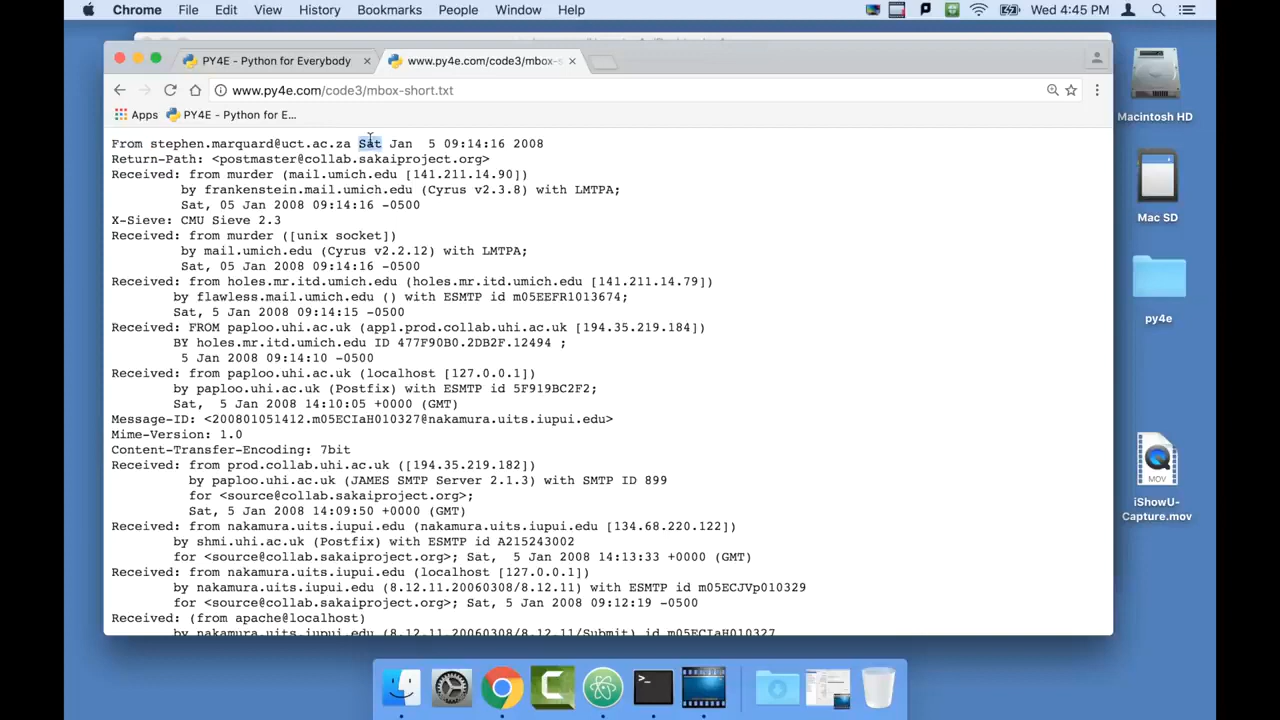 Chrome File Edit View History Bookmarks People Window Help Wed 4:45 PM
PY4E - Python for Everybody www.py4e.com/code3/mbox-s
www.py4e.com/code3/mbox-short.txt
Apps PY4E - Python for E...
From stephen.marquard@uct.ac.za Sat Jan  5 09:14:16 2008
Return-Path: <postmaster@collab.sakaiproject.org>
Received: from murder (mail.umich.edu [141.211.14.90])
         by frankenstein.mail.umich.edu (Cyrus v2.3.8) with LMTPA;
         Sat, 05 Jan 2008 09:14:16 -0500
X-Sieve: CMU Sieve 2.3
Received: from murder ([unix socket])
         by mail.umich.edu (Cyrus v2.2.12) with LMTPA;
         Sat, 05 Jan 2008 09:14:16 -0500
Received: from holes.mr.itd.umich.edu (holes.mr.itd.umich.edu [141.211.14.79])
        by flawless.mail.umich.edu () with ESMTP id m05EEFR1013674;
        Sat, 5 Jan 2008 09:14:15 -0500
Received: FROM paploo.uhi.ac.uk (app1.prod.collab.uhi.ac.uk [194.35.219.184])
        BY holes.mr.itd.umich.edu ID 477F90B0.2DB2F.12494 ;
         5 Jan 2008 09:14:10 -0500
Received: from paploo.uhi.ac.uk (localhost [127.0.0.1])
        by paploo.uhi.ac.uk (Postfix) with ESMTP id 5F919BC2F2;
        Sat,  5 Jan 2008 14:10:05 +0000 (GMT)
Message-ID: <200801051412.m05ECIaH010327@nakamura.uits.iupui.edu>
Mime-Version: 1.0
Content-Transfer-Encoding: 7bit
Received: from prod.collab.uhi.ac.uk ([194.35.219.182])
          by paploo.uhi.ac.uk (JAMES SMTP Server 2.1.3) with SMTP ID 899
          for <source@collab.sakaiproject.org>;
          Sat, 5 Jan 2008 14:09:50 +0000 (GMT)
Received: from nakamura.uits.iupui.edu (nakamura.uits.iupui.edu [134.68.220.122])
        by shmi.uhi.ac.uk (Postfix) with ESMTP id A215243002
        for <source@collab.sakaiproject.org>; Sat,  5 Jan 2008 14:13:33 +0000 (GMT)
Received: from nakamura.uits.iupui.edu (localhost [127.0.0.1])
        by nakamura.uits.iupui.edu (8.12.11.20060308/8.12.11) with ESMTP id m05ECJVp010329
        for <source@collab.sakaiproject.org>; Sat, 5 Jan 2008 09:12:19 -0500
Received: (from apache@localhost)
        by nakamura.uits.iupui.edu (8.12.11.20060308/8.12.11/Submit) id m05ECIaH010327
Macintosh HD
Mac SD
py4e
MOV
iShowU-
Capture.mov